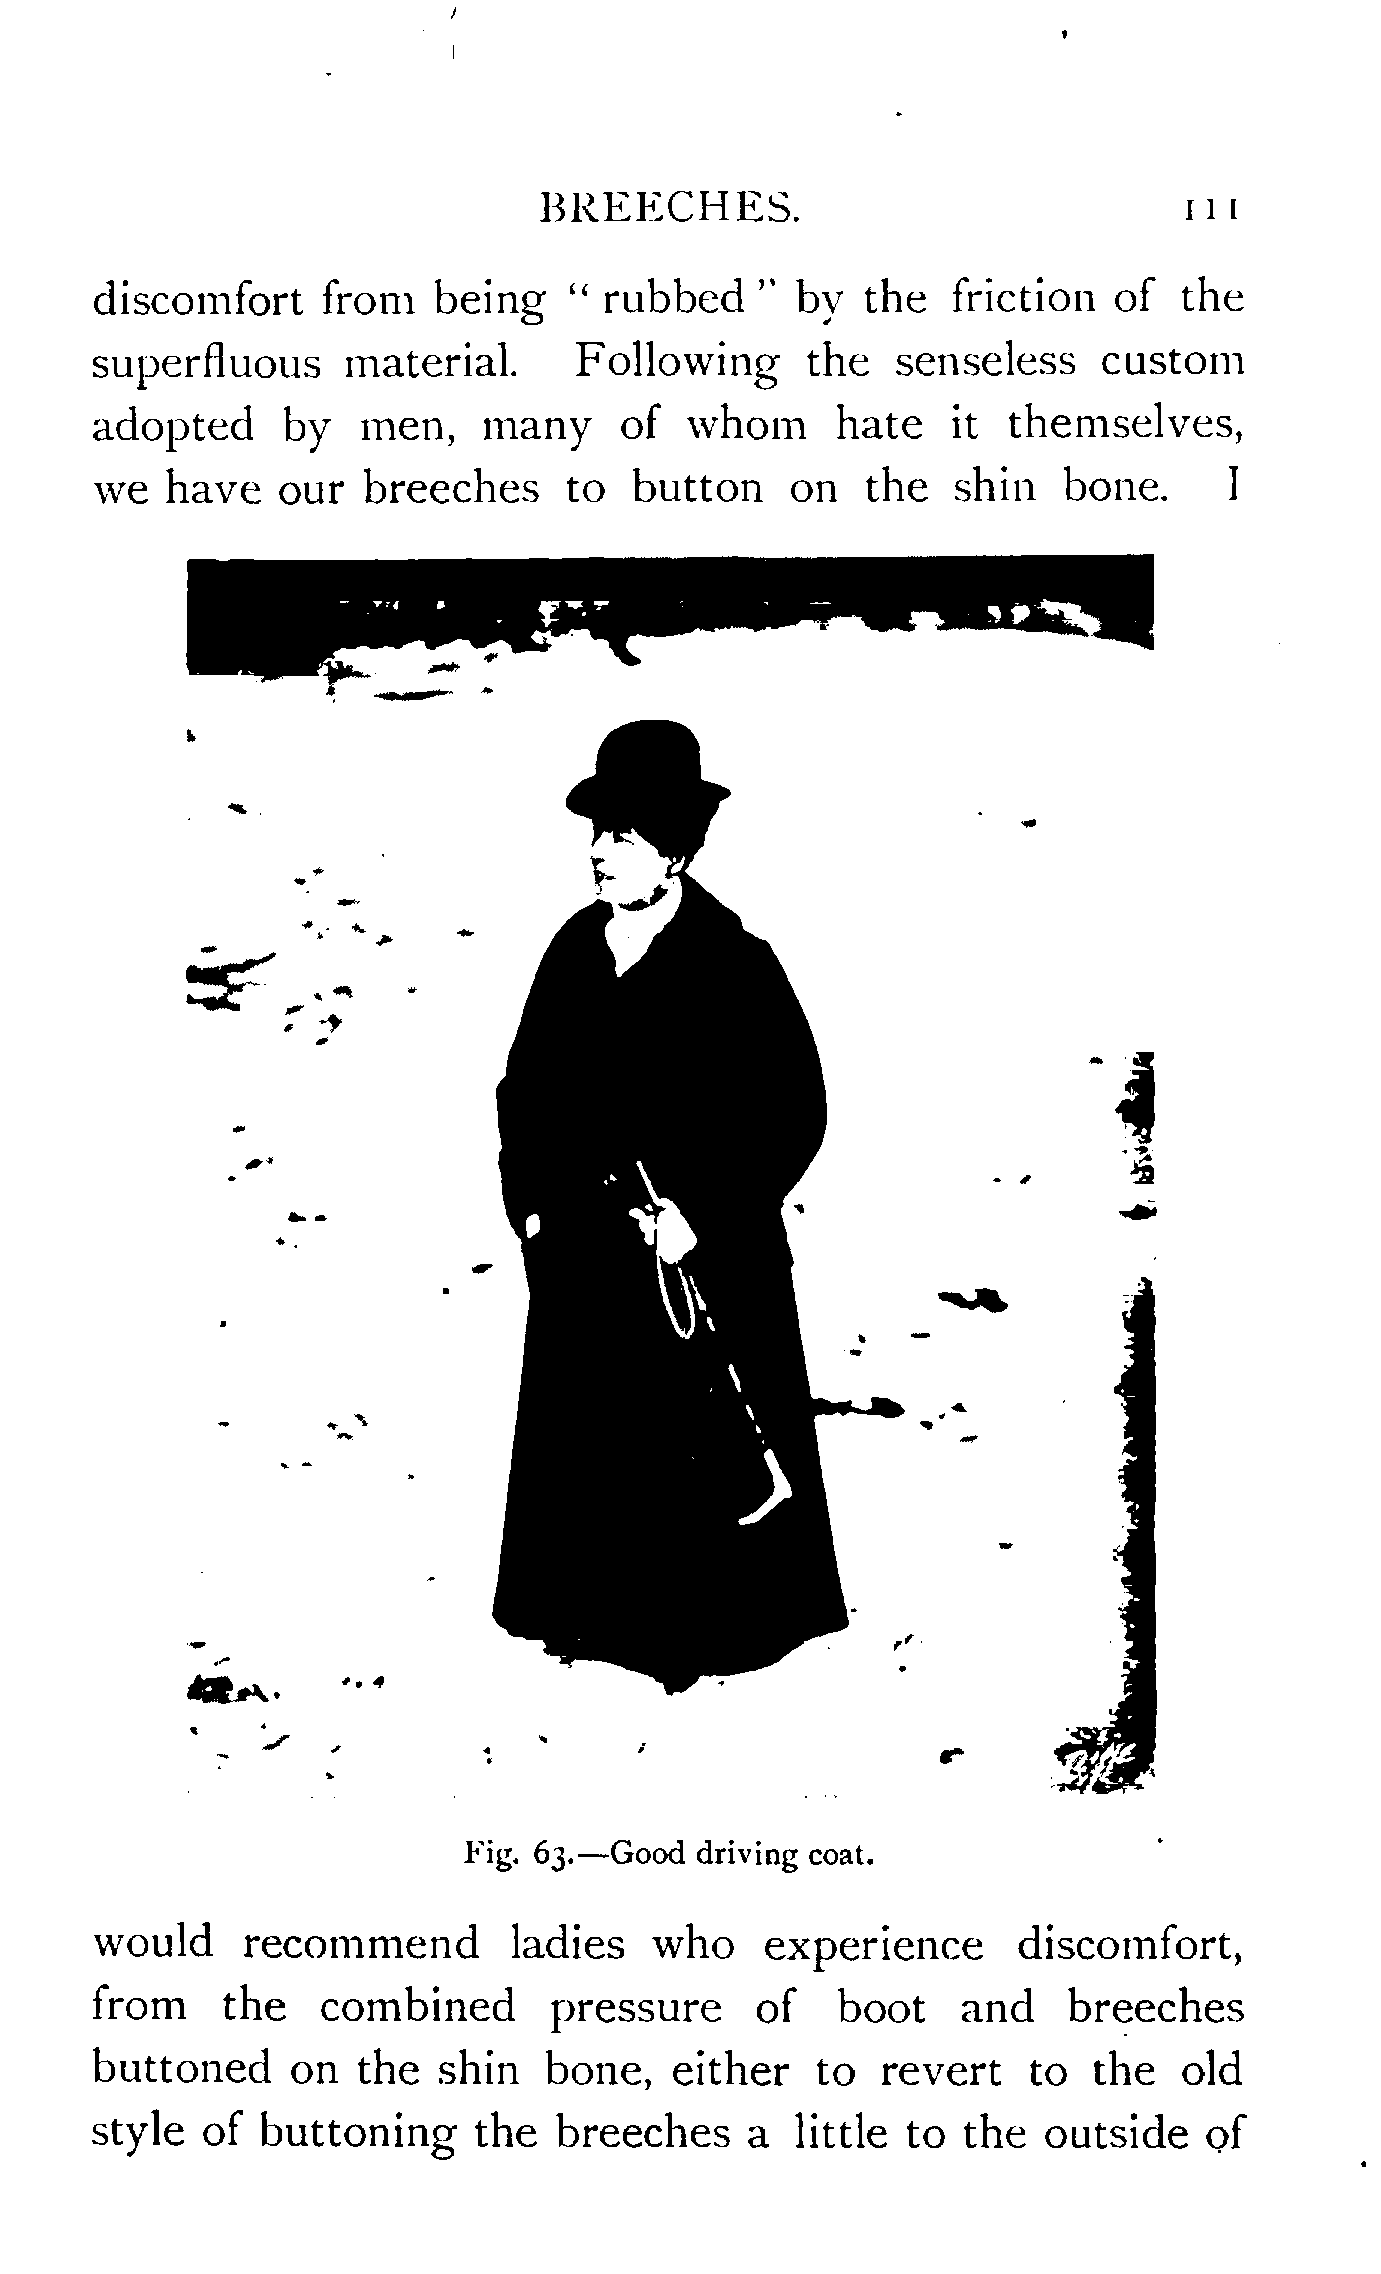 BREECHES. 111
discomfort from being “ rubbed ” by the friction of the
superfluous material. Following the senseless custom
adopted by men, many of whom hate it themselves,
we have our breeches to button on the shin bone. I
Fig. 63.—Good driving coat.
would recommend ladies who experience discomfort,
from the combined pressure of boot and breeches
buttoned on the shin bone, either to revert to the old
style of buttoning the breeches a little to the outside of